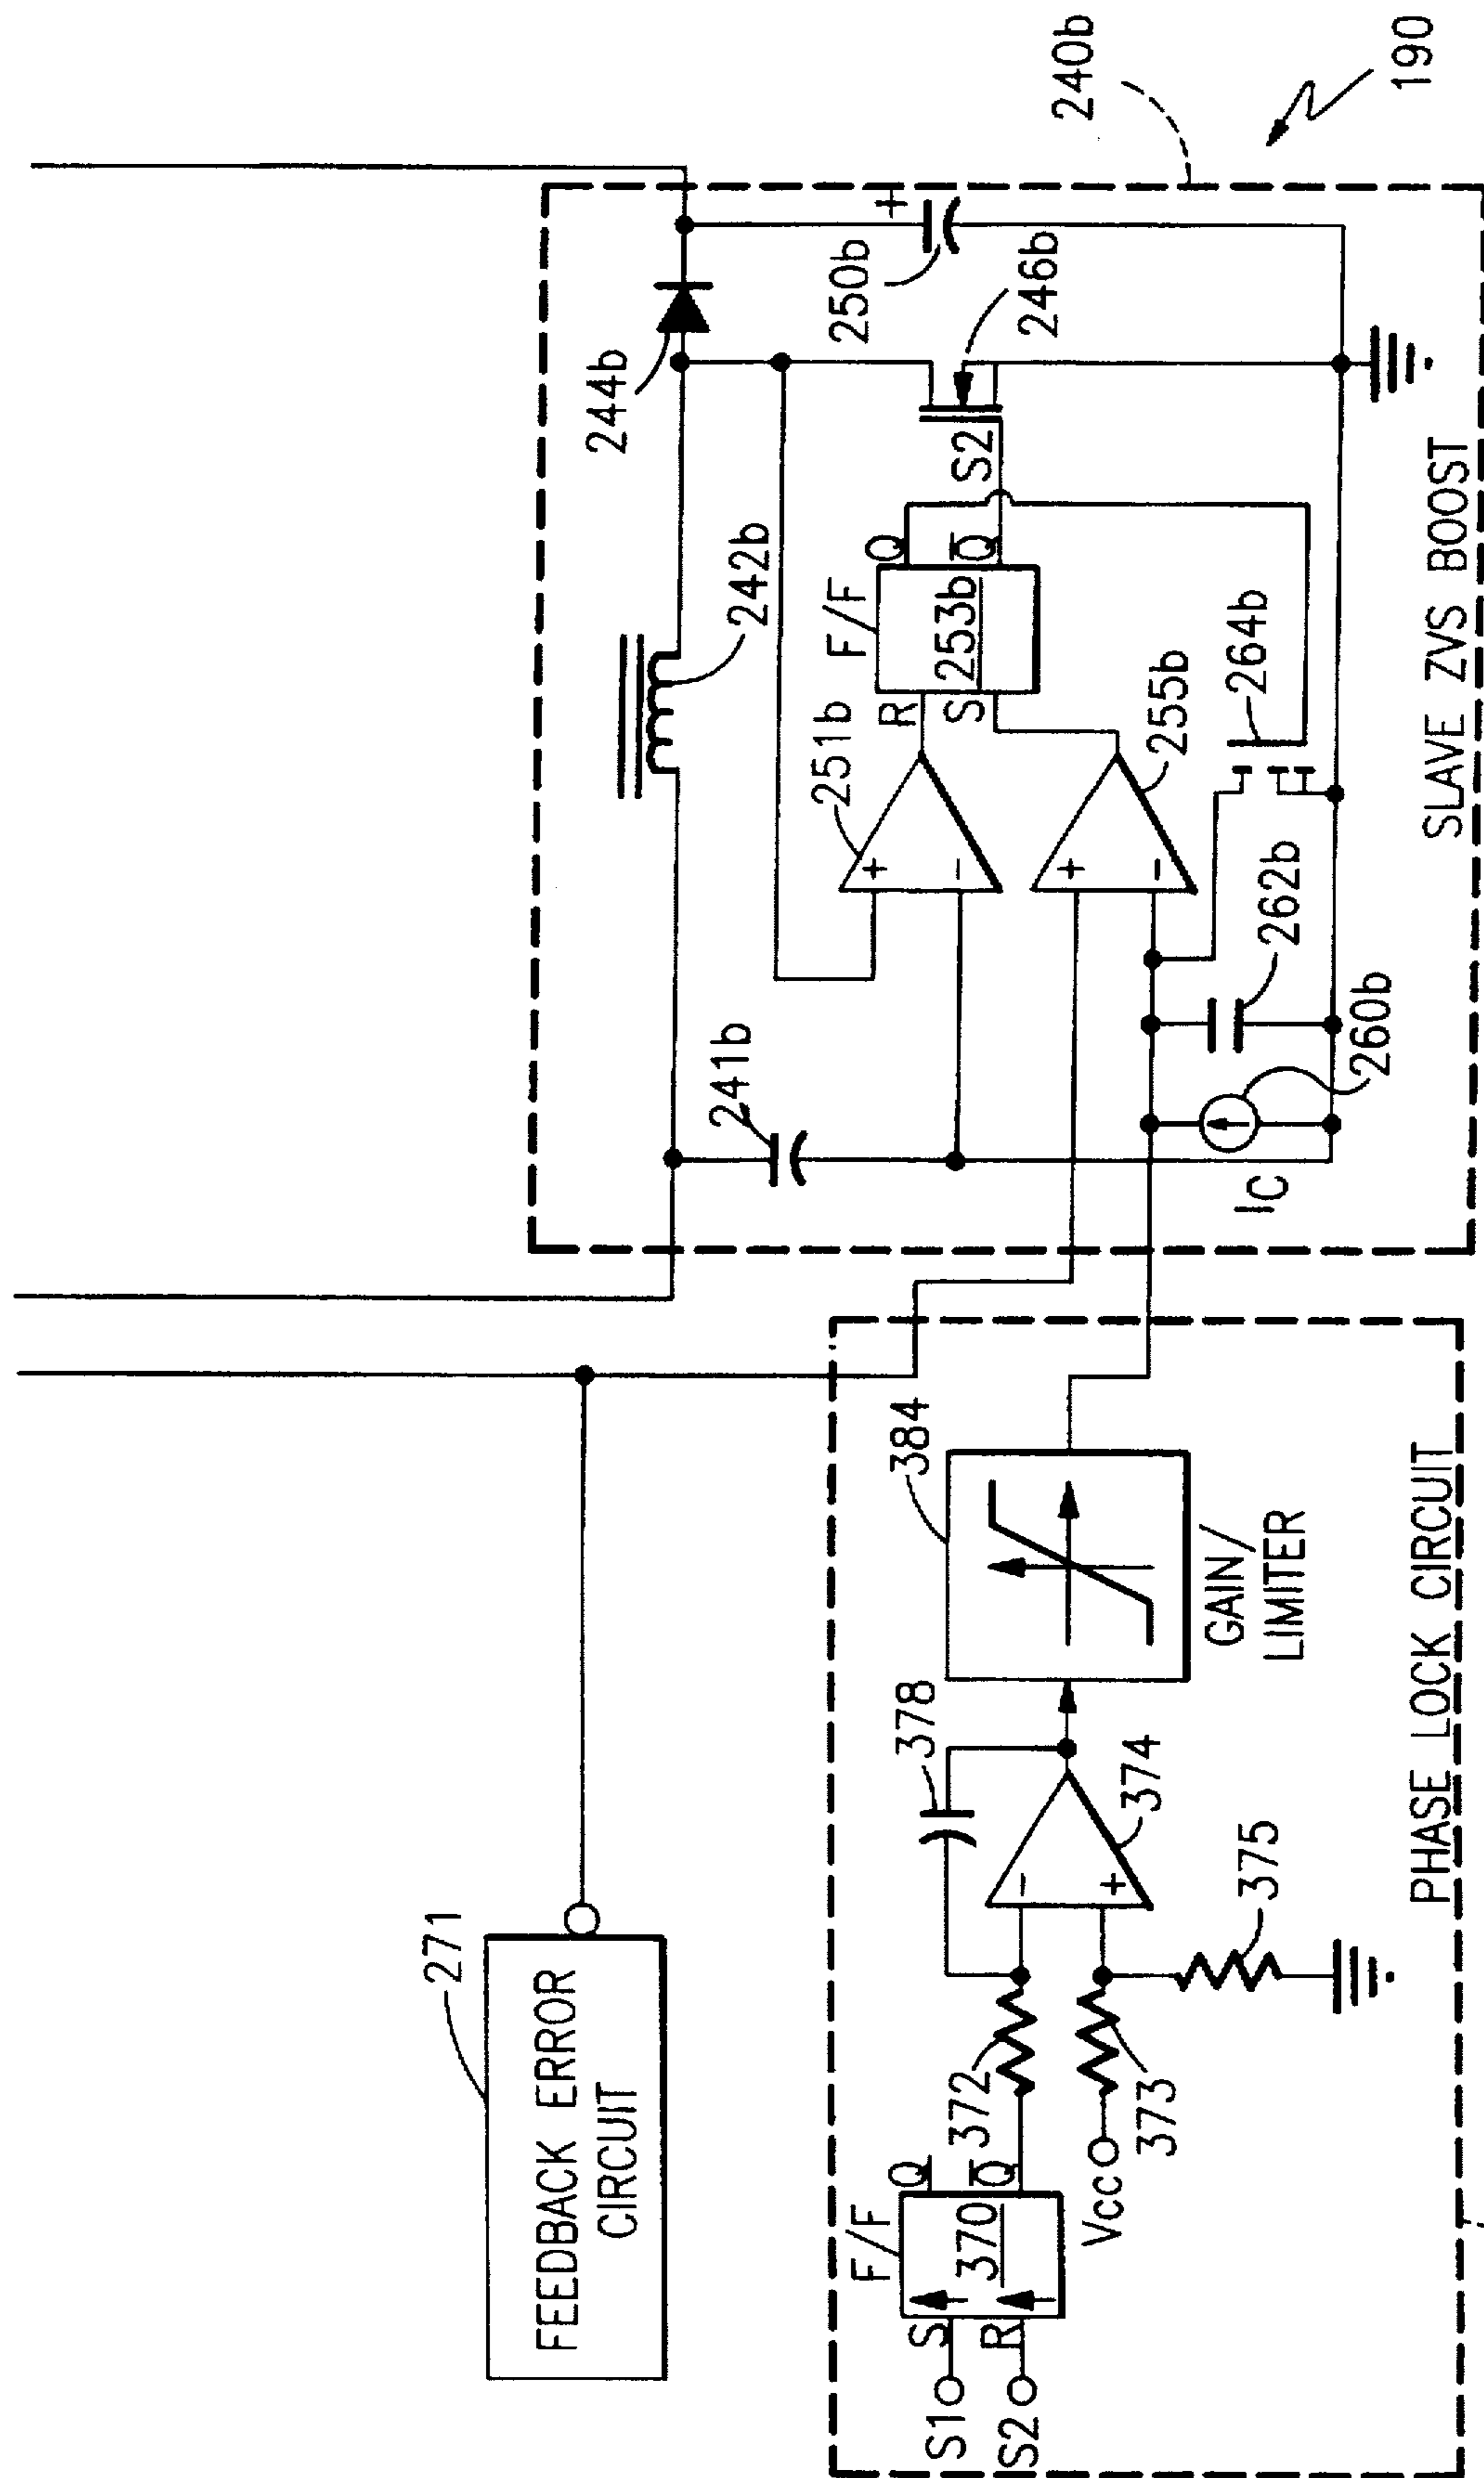 190
240b
244b
242b
250b
246b
S2
F/F
Q
Q̅
253b
R
S
251b
255b
264b
+
+
−
+
−
262b
241b
260b
IC
SLAVE ZVS BOOST
271
FEEDBACK ERROR
CIRCUIT
384
GAIN/
LIMITER
378
374
−
+
375
372
373
Vcc
F/F
Q
Q̅
370
S
R
S1
S2
PHASE LOCK CIRCUIT